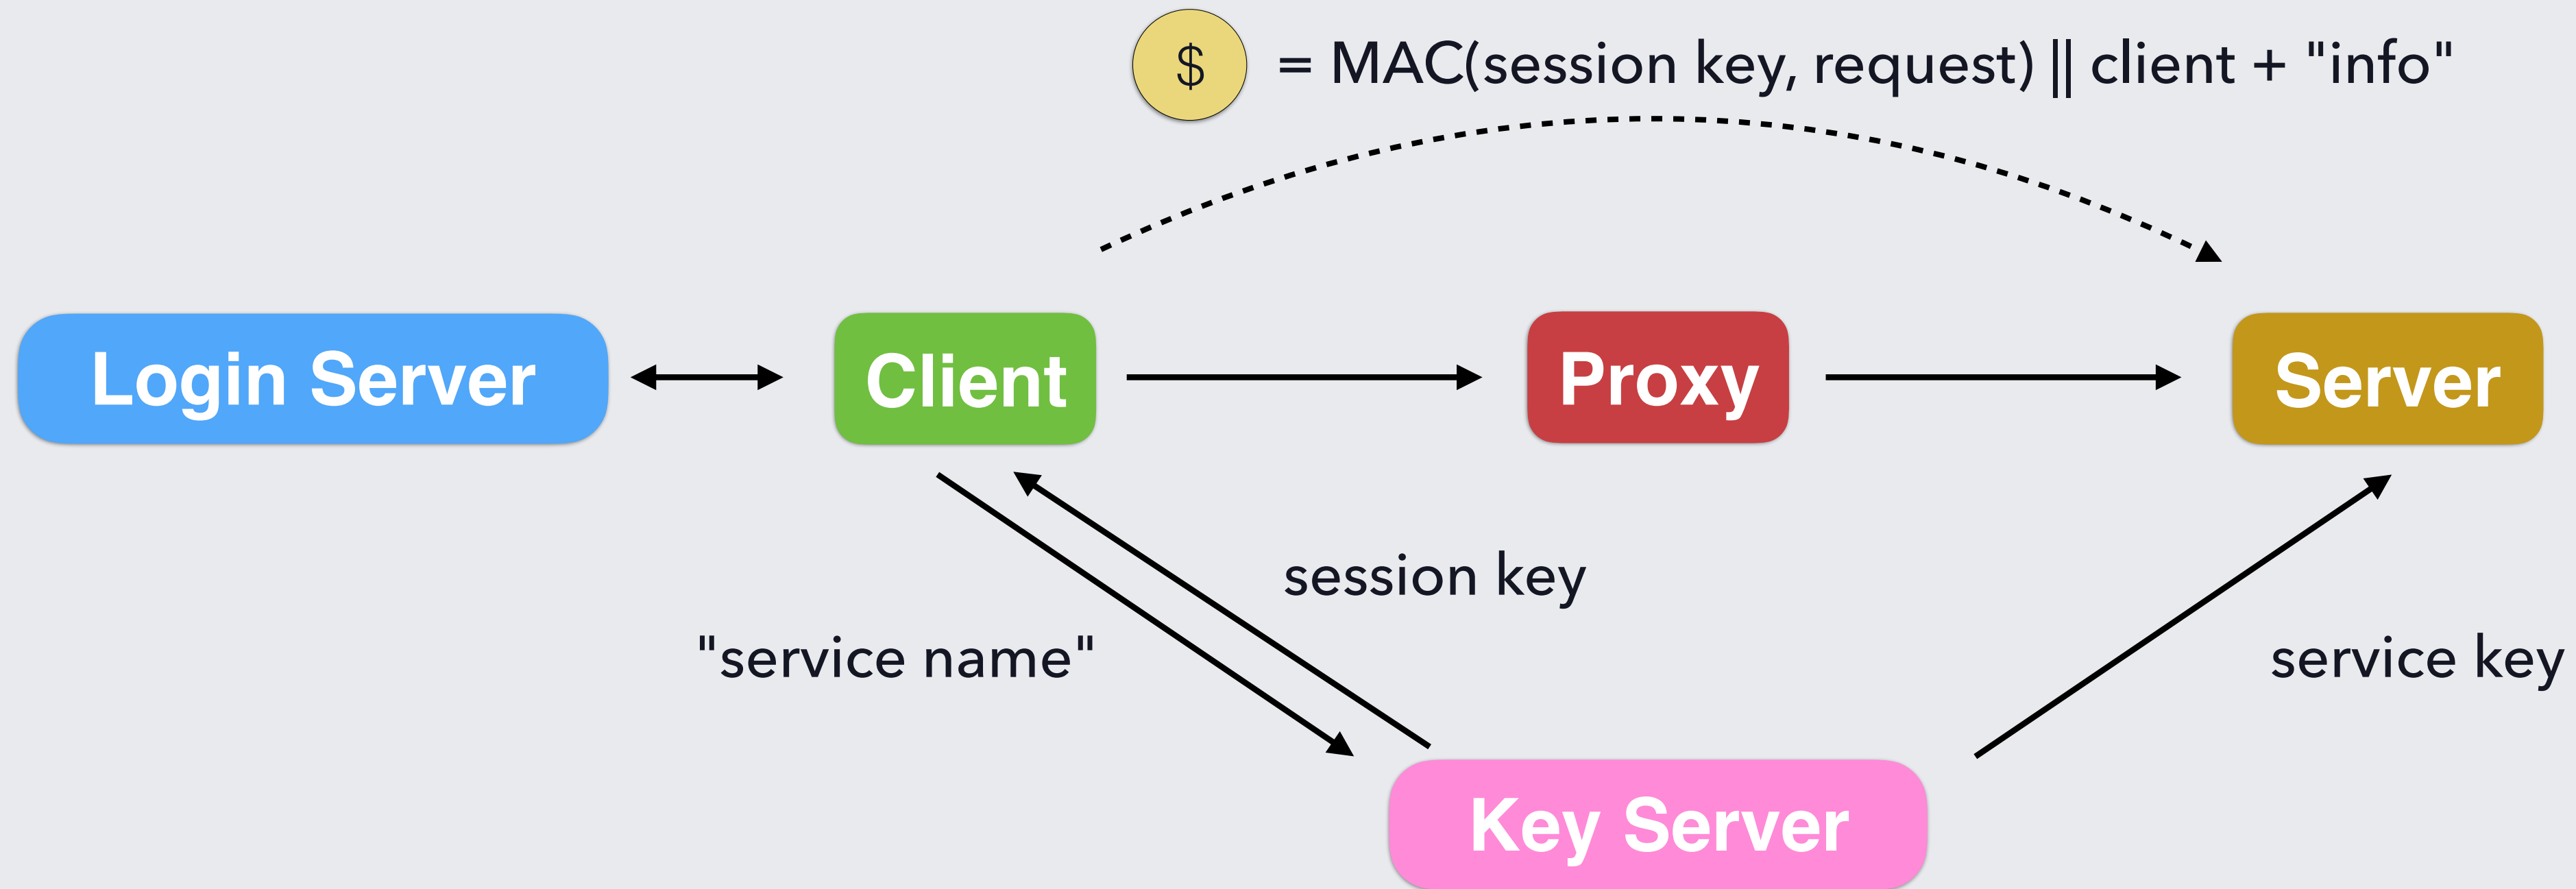 $ = MAC(session key, request) || client + "info"
Login Server
Client
Proxy
Server
session key
"service name"
service key
Key Server